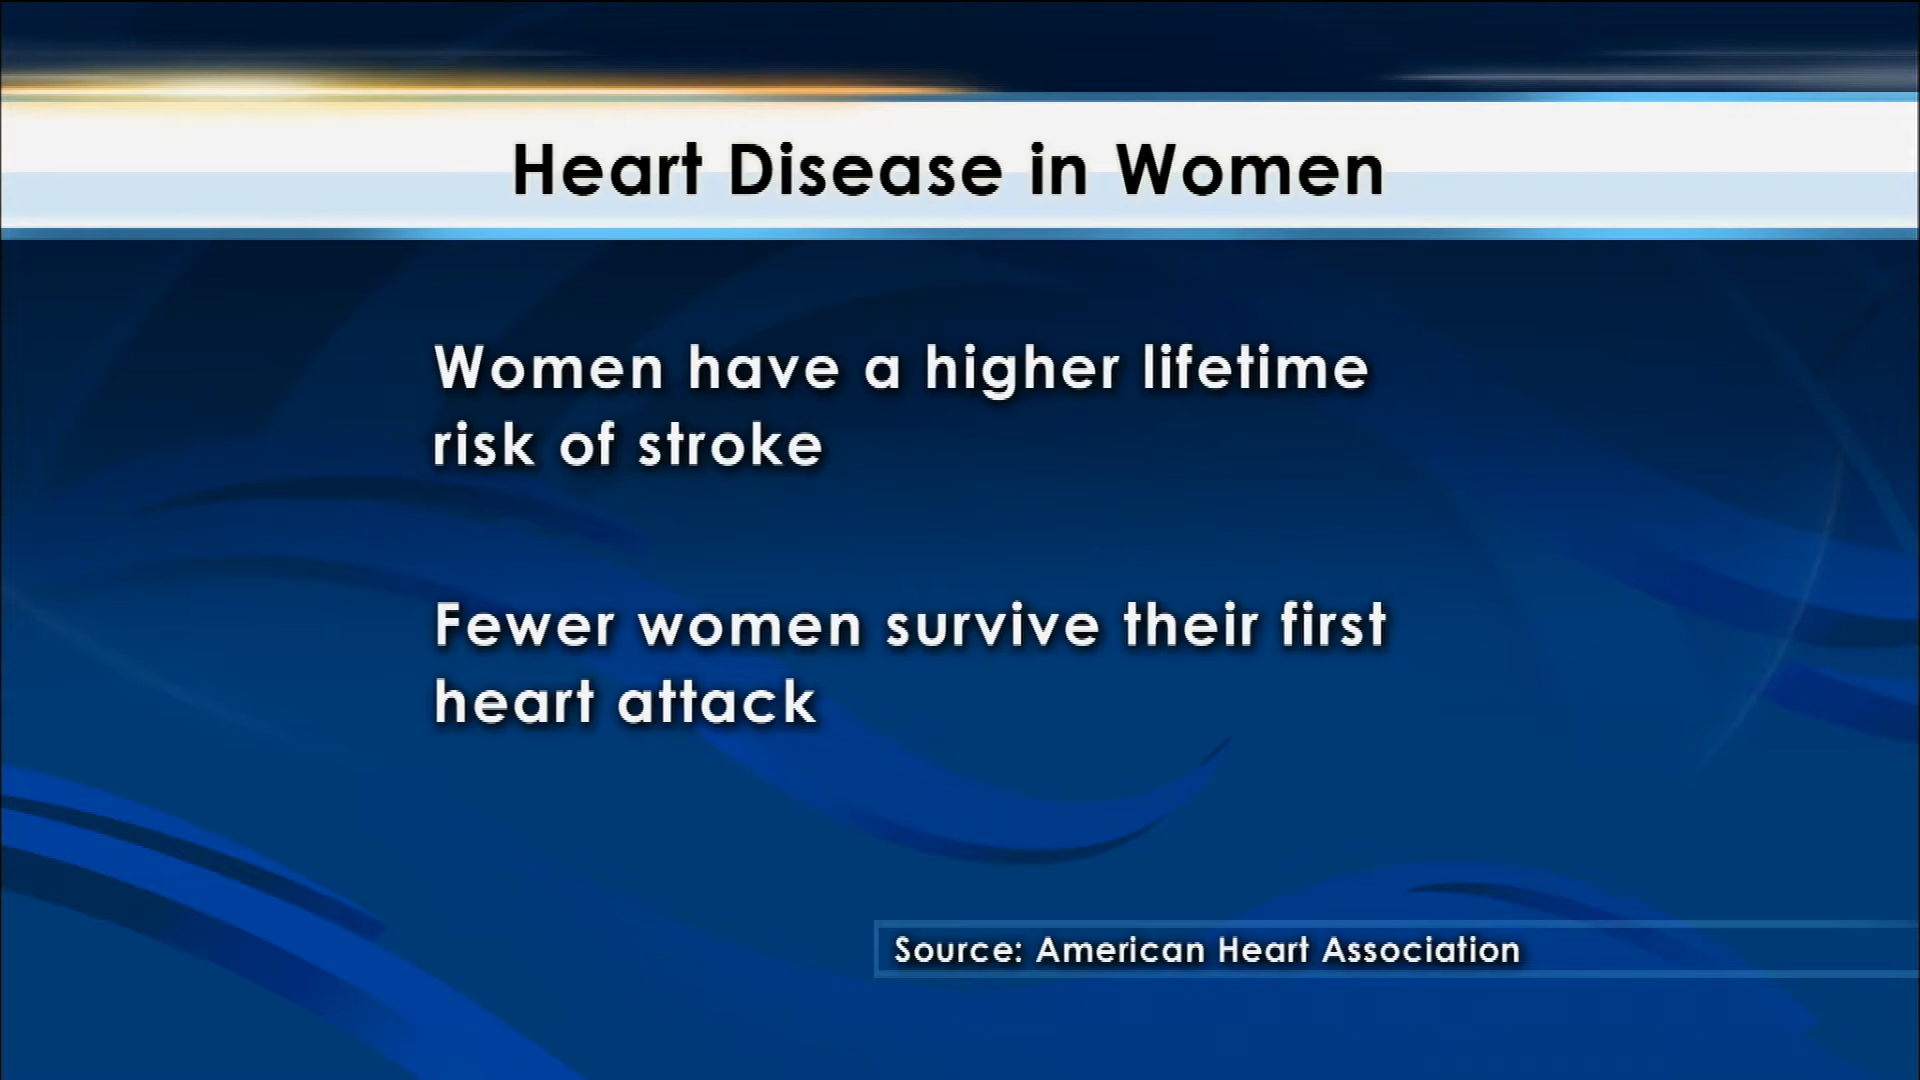 Heart Disease in Women
Women have a higher lifetime
risk of stroke
Fewer women survive their first
heart attack
Source: American Heart Association